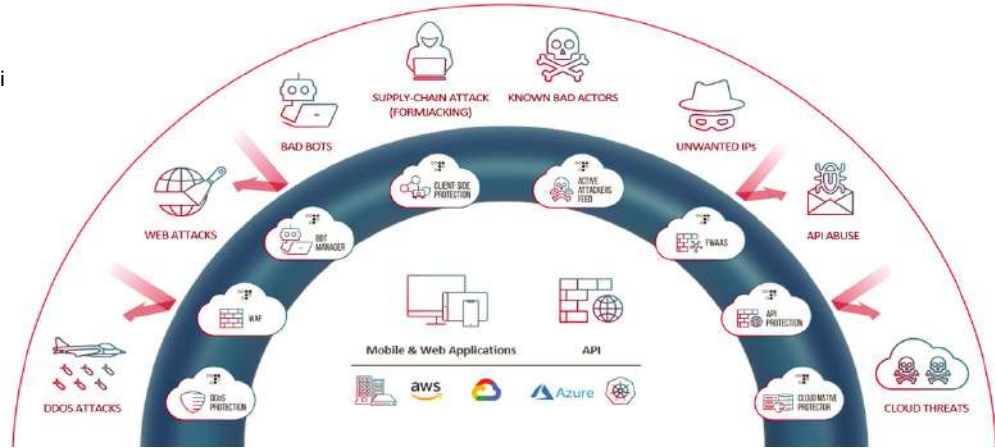 i
SUPPLY-CHAIN ATTACK
(FORMJACKING)
KNOWN BAD ACTORS
BAD BOTS
UNWANTED IPs
WEB ATTACKS
API ABUSE
DDOS ATTACKS
CLOUD THREATS
CLIENT-SIDE
PROTECTION
ACTIVE
ATTACKERS
FEED
BOT
MANAGER
FWAAS
WAF
API
PROTECTION
DDoS
PROTECTION
CLOUD NATIVE
PROTECTOR
Mobile & Web Applications
API
aws
Azure